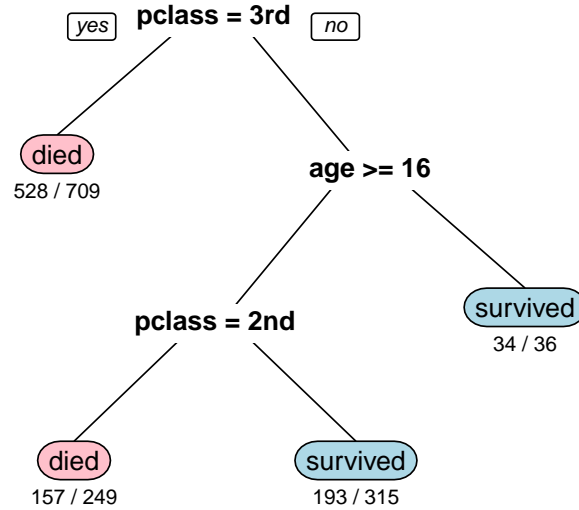 pclass = 3rd
yes
no
died
528 / 709
age >= 16
survived
34 / 36
pclass = 2nd
died
157 / 249
survived
193 / 315